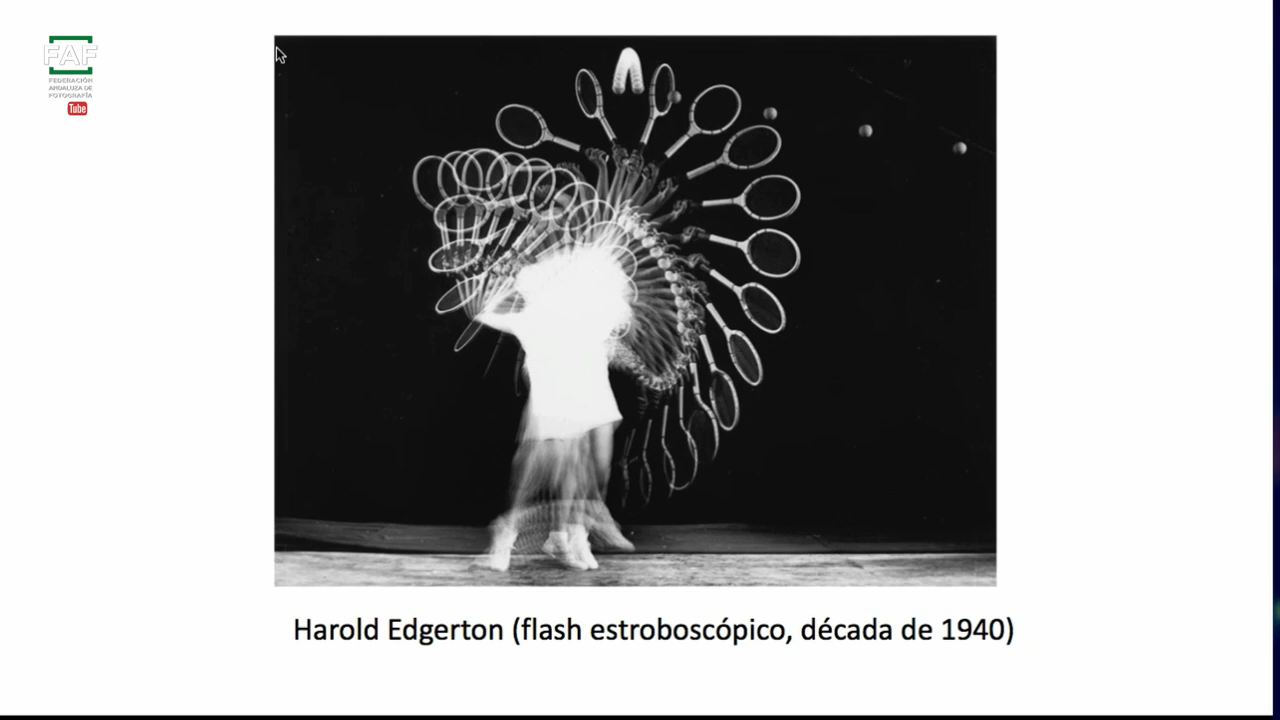 FAF
FEDERACIÓN
ANDALUZA DE
FOTOGRAFÍA
Tube
Harold Edgerton (flash estroboscópico, década de 1940)